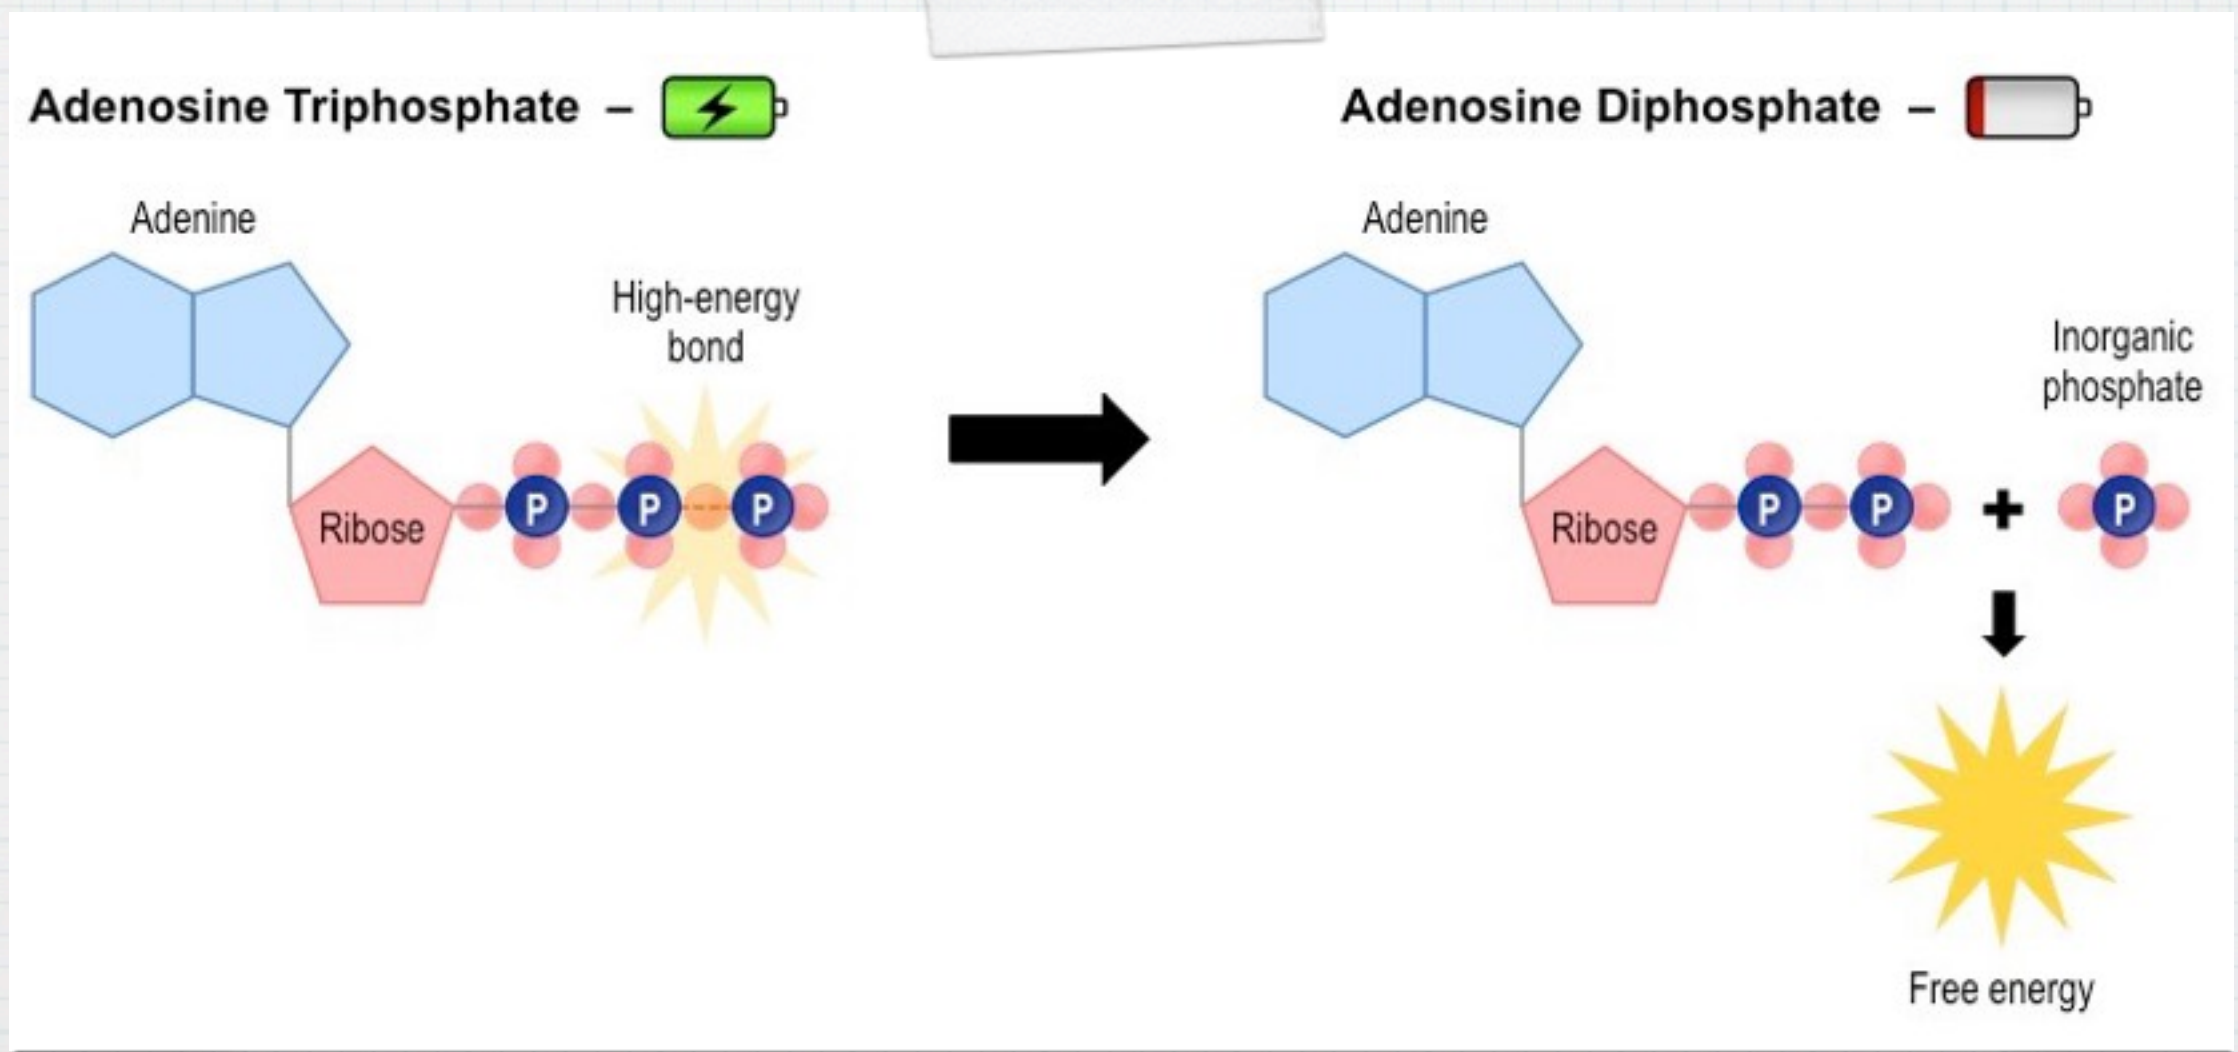 Adenosine Triphosphate –
Adenine
High-energy
bond
Ribose
P
P
P
Adenosine Diphosphate –
Adenine
Inorganic
phosphate
Ribose
P
P
+
P
Free energy